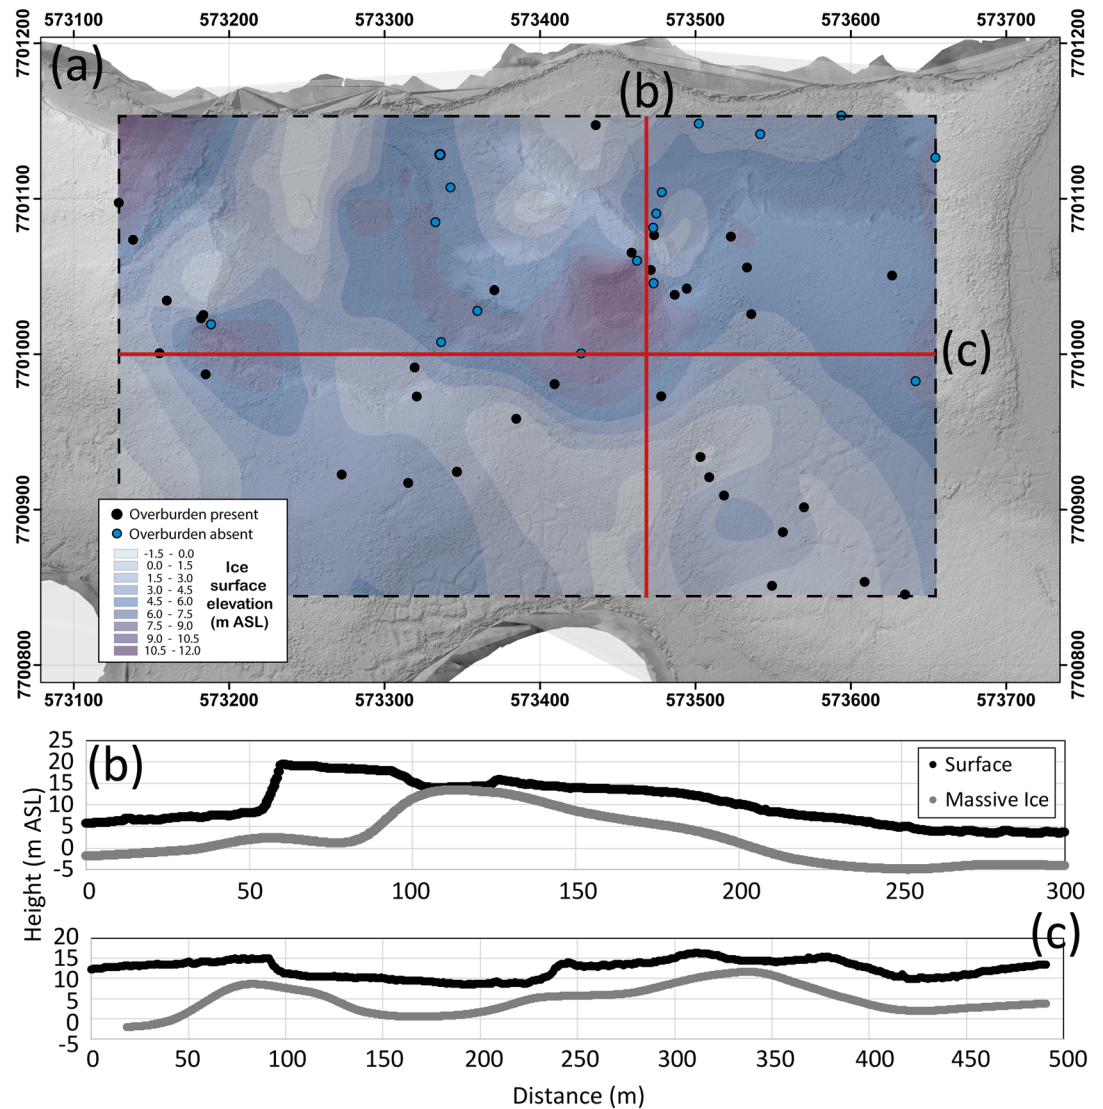 573100 573200 573300 573400 573500 573600 573700
7701200
7701100
7701000
7700900
7700800
7701200
7701100
7701000
7700900
7700800
(a)
(b)
(c)
Overburden present
Overburden absent
-1.5 - 0.0
0.0 - 1.5
1.5 - 3.0
3.0 - 4.5
4.5 - 6.0
6.0 - 7.5
7.5 - 9.0
9.0 - 10.5
10.5 - 12.0
Ice
surface
elevation
(m ASL)
573100 573200 573300 573400 573500 573600 573700
(b)
25
20
15
10
5
0
-5
Surface
Massive Ice
0 50 100 150 200 250 300
Height (m ASL)
(c)
20
15
10
5
0
-5
0 50 100 150 200 250 300 350 400 450 500
Distance (m)